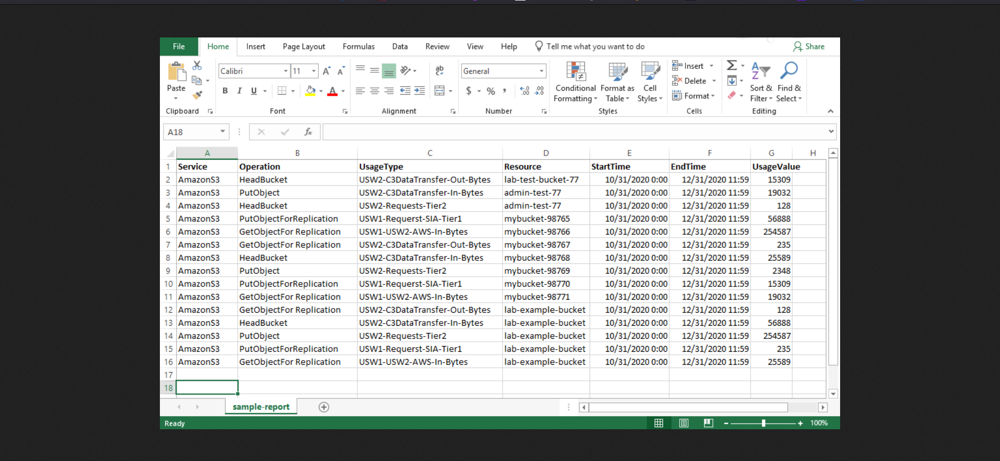 File Home Insert Page Layout Formulas Data Review View Help Tell me what you want to do Share
Calibri 11 A A ab General
Paste B I U A $ % , .0 .00 .00 .0
Conditional Formatting Format as Table Cell Styles
Insert
Delete
Format
Sort & Filter Find & Select
Clipboard Font Alignment Number Styles Cells Editing
A18 fx
A B C D E F G H
1 Service Operation UsageType Resource StartTime EndTime UsageValue
2 AmazonS3 HeadBucket USW2-C3DataTransfer-Out-Bytes lab-test-bucket-77 10/31/2020 0:00 12/31/2020 11:59 15309
3 AmazonS3 PutObject USW2-C3DataTransfer-In-Bytes admin-test-77 10/31/2020 0:00 12/31/2020 11:59 19032
4 AmazonS3 HeadBucket USW2-Requests-Tier2 admin-test-77 10/31/2020 0:00 12/31/2020 11:59 128
5 AmazonS3 PutObjectForReplication USW1-Requerst-SIA-Tier1 mybucket-98765 10/31/2020 0:00 12/31/2020 11:59 56888
6 AmazonS3 GetObjectFor Replication USW1-USW2-AWS-In-Bytes mybucket-98766 10/31/2020 0:00 12/31/2020 11:59 254587
7 AmazonS3 GetObjectFor Replication USW2-C3DataTransfer-Out-Bytes mybucket-98767 10/31/2020 0:00 12/31/2020 11:59 235
8 AmazonS3 HeadBucket USW2-C3DataTransfer-In-Bytes mybucket-98768 10/31/2020 0:00 12/31/2020 11:59 25589
9 AmazonS3 PutObject USW2-Requests-Tier2 mybucket-98769 10/31/2020 0:00 12/31/2020 11:59 2348
10 AmazonS3 PutObjectForReplication USW1-Requerst-SIA-Tier1 mybucket-98770 10/31/2020 0:00 12/31/2020 11:59 15309
11 AmazonS3 GetObjectFor Replication USW1-USW2-AWS-In-Bytes mybucket-98771 10/31/2020 0:00 12/31/2020 11:59 19032
12 AmazonS3 GetObjectFor Replication USW2-C3DataTransfer-Out-Bytes lab-example-bucket 10/31/2020 0:00 12/31/2020 11:59 128
13 AmazonS3 HeadBucket USW2-C3DataTransfer-In-Bytes lab-example-bucket 10/31/2020 0:00 12/31/2020 11:59 56888
14 AmazonS3 PutObject USW2-Requests-Tier2 lab-example-bucket 10/31/2020 0:00 12/31/2020 11:59 254587
15 AmazonS3 PutObjectForReplication USW1-Requerst-SIA-Tier1 lab-example-bucket 10/31/2020 0:00 12/31/2020 11:59 235
16 AmazonS3 GetObjectFor Replication USW1-USW2-AWS-In-Bytes lab-example-bucket 10/31/2020 0:00 12/31/2020 11:59 25589
17
18
sample-report
Ready 100%